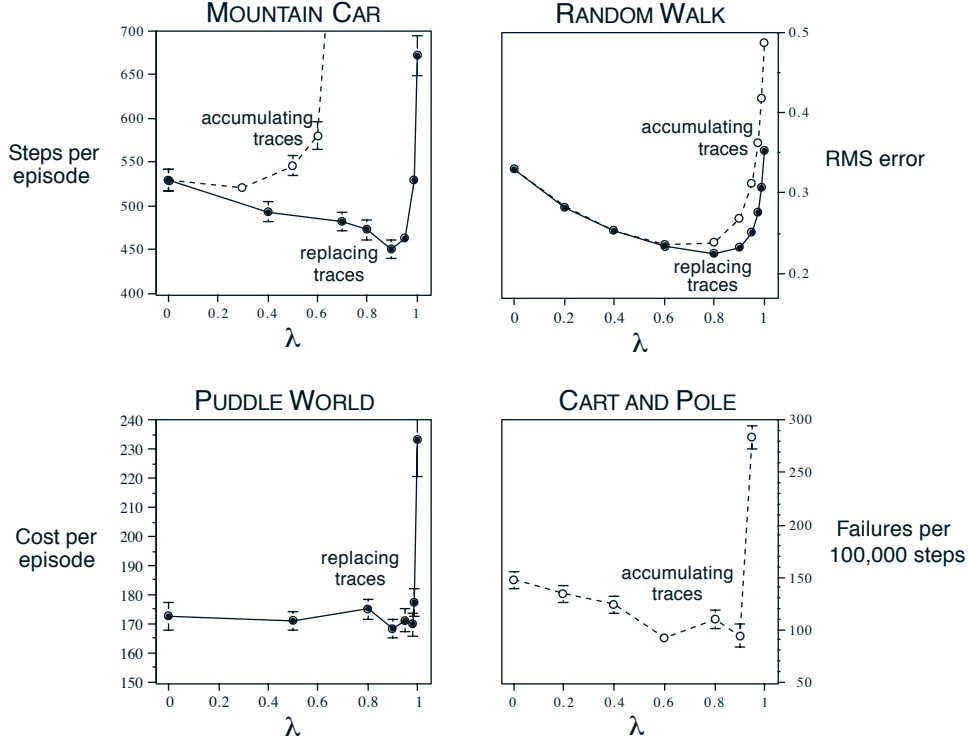 MOUNTAIN CAR
700
650
600
550
500
450
400
Steps per
episode
accumulating
traces
replacing
traces
0 0.2 0.4 0.6 0.8 1
λ
RANDOM WALK
0.5
0.4
0.3
0.2
RMS error
accumulating
traces
replacing
traces
0 0.2 0.4 0.6 0.8 1
λ
PUDDLE WORLD
240
230
220
210
200
190
180
170
160
150
Cost per
episode
replacing
traces
0 0.2 0.4 0.6 0.8 1
λ
CART AND POLE
300
250
200
150
100
50
Failures per
100,000 steps
accumulating
traces
0 0.2 0.4 0.6 0.8 1
λ